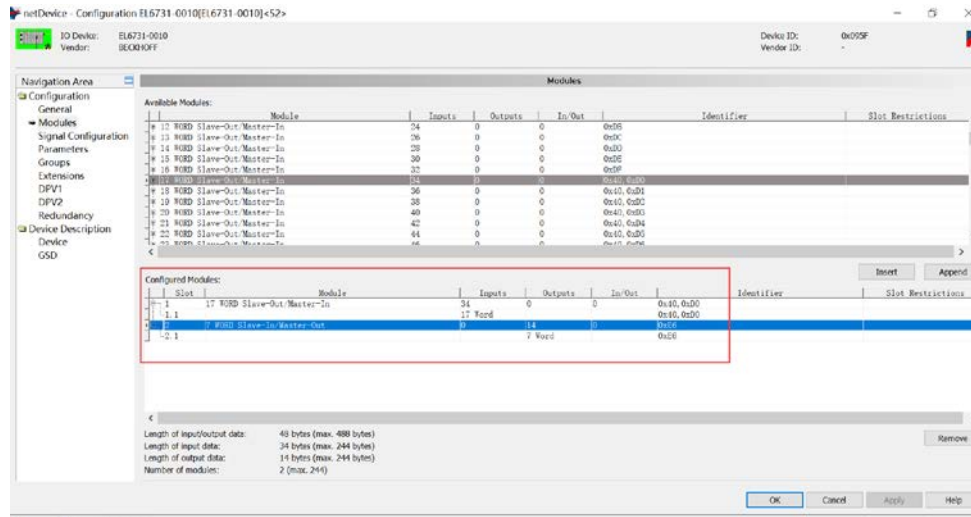 netDevice - Configuration EL6731-0010[EL6731-0010]<52>
IO Device: EL6731-0010 Device ID: 0x095F
Vendor: BECKHOFF Vendor ID: -
Navigation Area
Modules
Configuration
General
Modules
Signal Configuration
Parameters
Groups
Extensions
DPV1
DPV2
Redundancy
Device Description
Device
GSD
Available Modules:
Module Inputs Outputs In/Out Identifier Slot Restrictions
12 WORD Slave-Out/Master-In 24 0 0
13 WORD Slave-Out/Master-In 26 0 0 0xDC
14 WORD Slave-Out/Master-In 28 0 0
15 WORD Slave-Out/Master-In 30 0 0 0xDE
16 WORD Slave-Out/Master-In 32 0 0 0xDF
17 WORD Slave-Out/Master-In 34 0 0 0x40, 0xD0
18 WORD Slave-Out/Master-In 36 0 0 0x40, 0xD1
19 WORD Slave-Out/Master-In 38 0 0 0x40, 0xD2
20 WORD Slave-Out/Master-In 40 0 0 0x40, 0xD3
21 WORD Slave-Out/Master-In 42 0 0 0x40, 0xD4
22 WORD Slave-Out/Master-In 44 0 0 0x40, 0xD5
Insert Append
Configured Modules:
Slot Module Inputs Outputs In/Out Identifier Slot Restrictions
1 17 WORD Slave-Out/Master-In 34 0 0 0x40, 0xD0
1.1 17 Word 0x40, 0xD0
2 7 WORD Slave-In/Master-Out 0 14 0 0xE6
2.1 7 Word 0xE6
Length of input/output data: 48 bytes (max. 488 bytes)
Length of input data: 34 bytes (max. 244 bytes)
Length of output data: 14 bytes (max. 244 bytes)
Number of modules: 2 (max. 244)
Remove
OK Cancel Apply Help